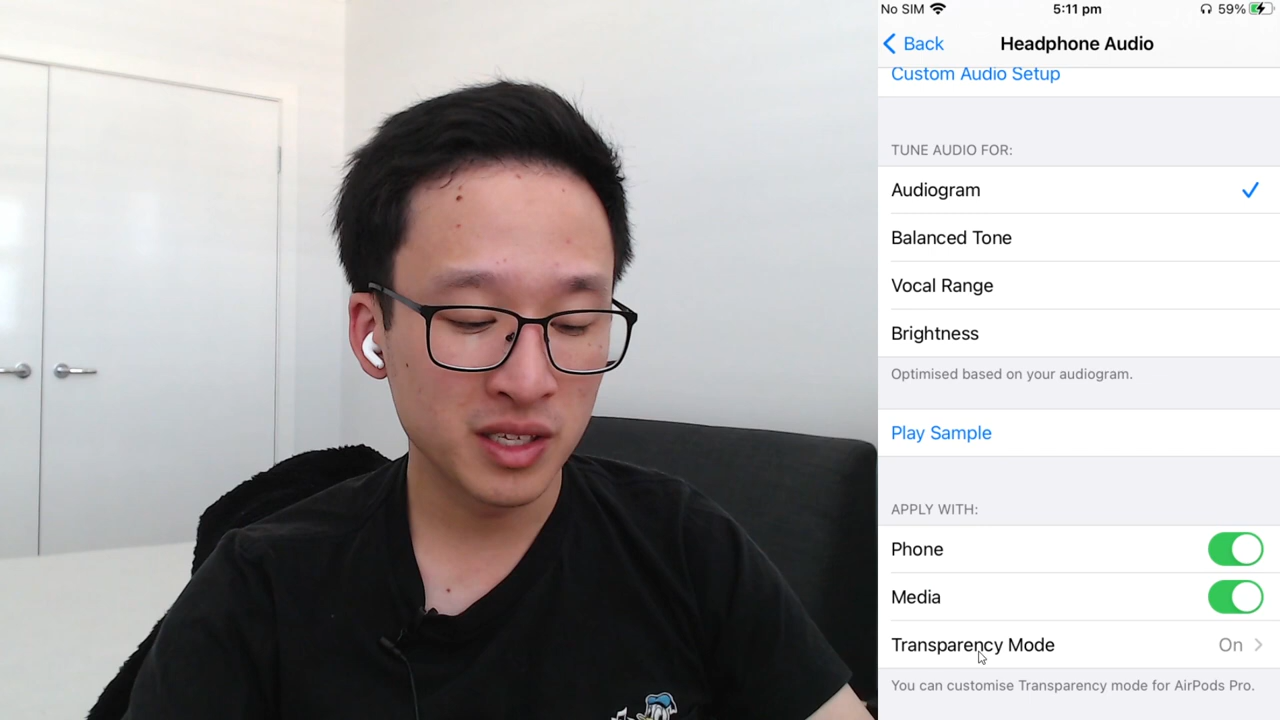 No SIM 5:11 pm 59%
Back Headphone Audio
Custom Audio Setup
TUNE AUDIO FOR:
Audiogram
Balanced Tone
Vocal Range
Brightness
Optimised based on your audiogram.
Play Sample
APPLY WITH:
Phone
Media
Transparency Mode On
You can customise Transparency mode for AirPods Pro.